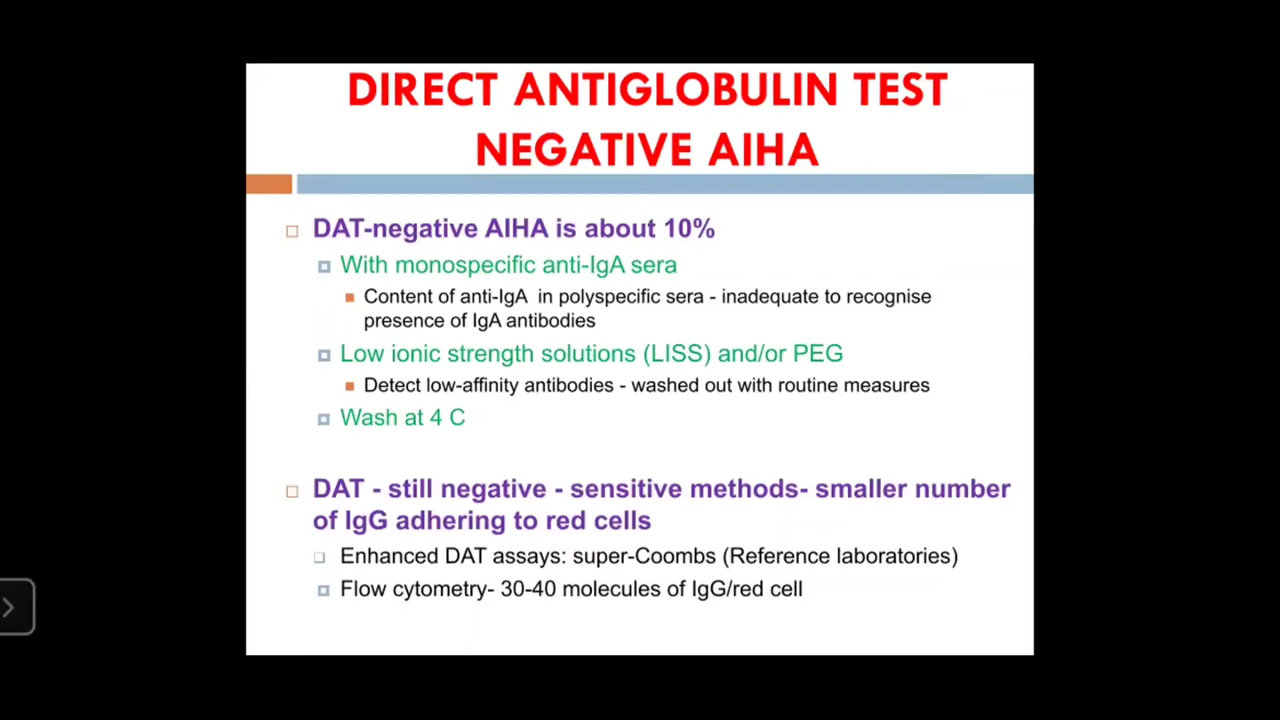 DIRECT ANTIGLOBULIN TEST
NEGATIVE AIHA
DAT-negative AIHA is about 10%
With monospecific anti-IgA sera
Content of anti-IgA in polyspecific sera - inadequate to recognise
presence of IgA antibodies
Low ionic strength solutions (LISS) and/or PEG
Detect low-affinity antibodies - washed out with routine measures
Wash at 4 C
DAT - still negative - sensitive methods- smaller number
of IgG adhering to red cells
Enhanced DAT assays: super-Coombs (Reference laboratories)
Flow cytometry- 30-40 molecules of IgG/red cell